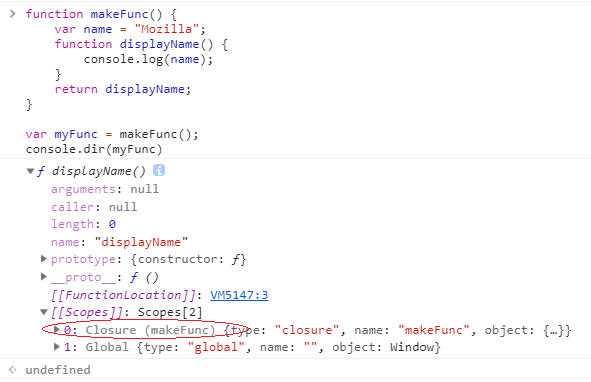 function makeFunc() {
var name = "Mozilla";
function displayName() {
console.log(name);
}
return displayName;
}
var myFunc = makeFunc();
console.dir(myFunc)
ƒ displayName()
arguments: null
caller: null
length: 0
name: "displayName"
prototype: {constructor: ƒ}
__proto__: ƒ ()
[[FunctionLocation]]: VM5147:3
[[Scopes]]: Scopes[2]
0: Closure (makeFunc) {type: "closure", name: "makeFunc", object: {…}}
1: Global {type: "global", name: "", object: Window}
undefined